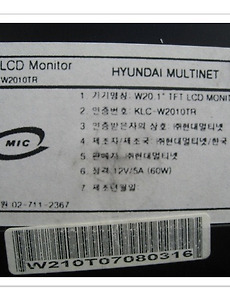 LCD Monitor
HYUNDAI MULTINET
W2010TR
1. 기기명칭: W20.1" TFT LCD MONIT
2. 인증번호: KLC-W2010TR
3. 인증받은자의 상호: ㈜현대멀티넷
4. 제조자/제조국: ㈜현대멀티넷/한국
5. 판매자: ㈜현대멀티넷
6. 정격: 12V/5A (60W)
7. 제조년월일
MIC
원 02-711-2367
W210T07080316